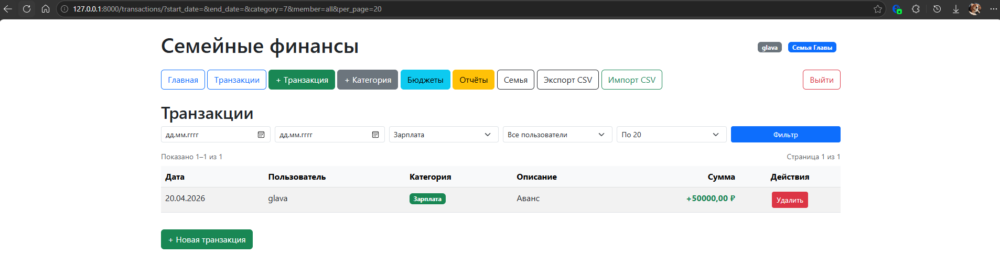 127.0.0.1:8000/transactions/?start_date=&end_date=&category=7&member=all&per_page=20
Семейные финансы
glava Семья Главы
Главная Транзакции + Транзакция + Категория Бюджеты Отчёты Семья Экспорт CSV Импорт CSV Выйти
Транзакции
дд.мм.гггг дд.мм.гггг Зарплата Все пользователи По 20 Фильтр
Показано 1–1 из 1 Страница 1 из 1
Дата Пользователь Категория Описание Сумма Действия
20.04.2026 glava Зарплата Аванс +50000,00 ₽ Удалить
+ Новая транзакция